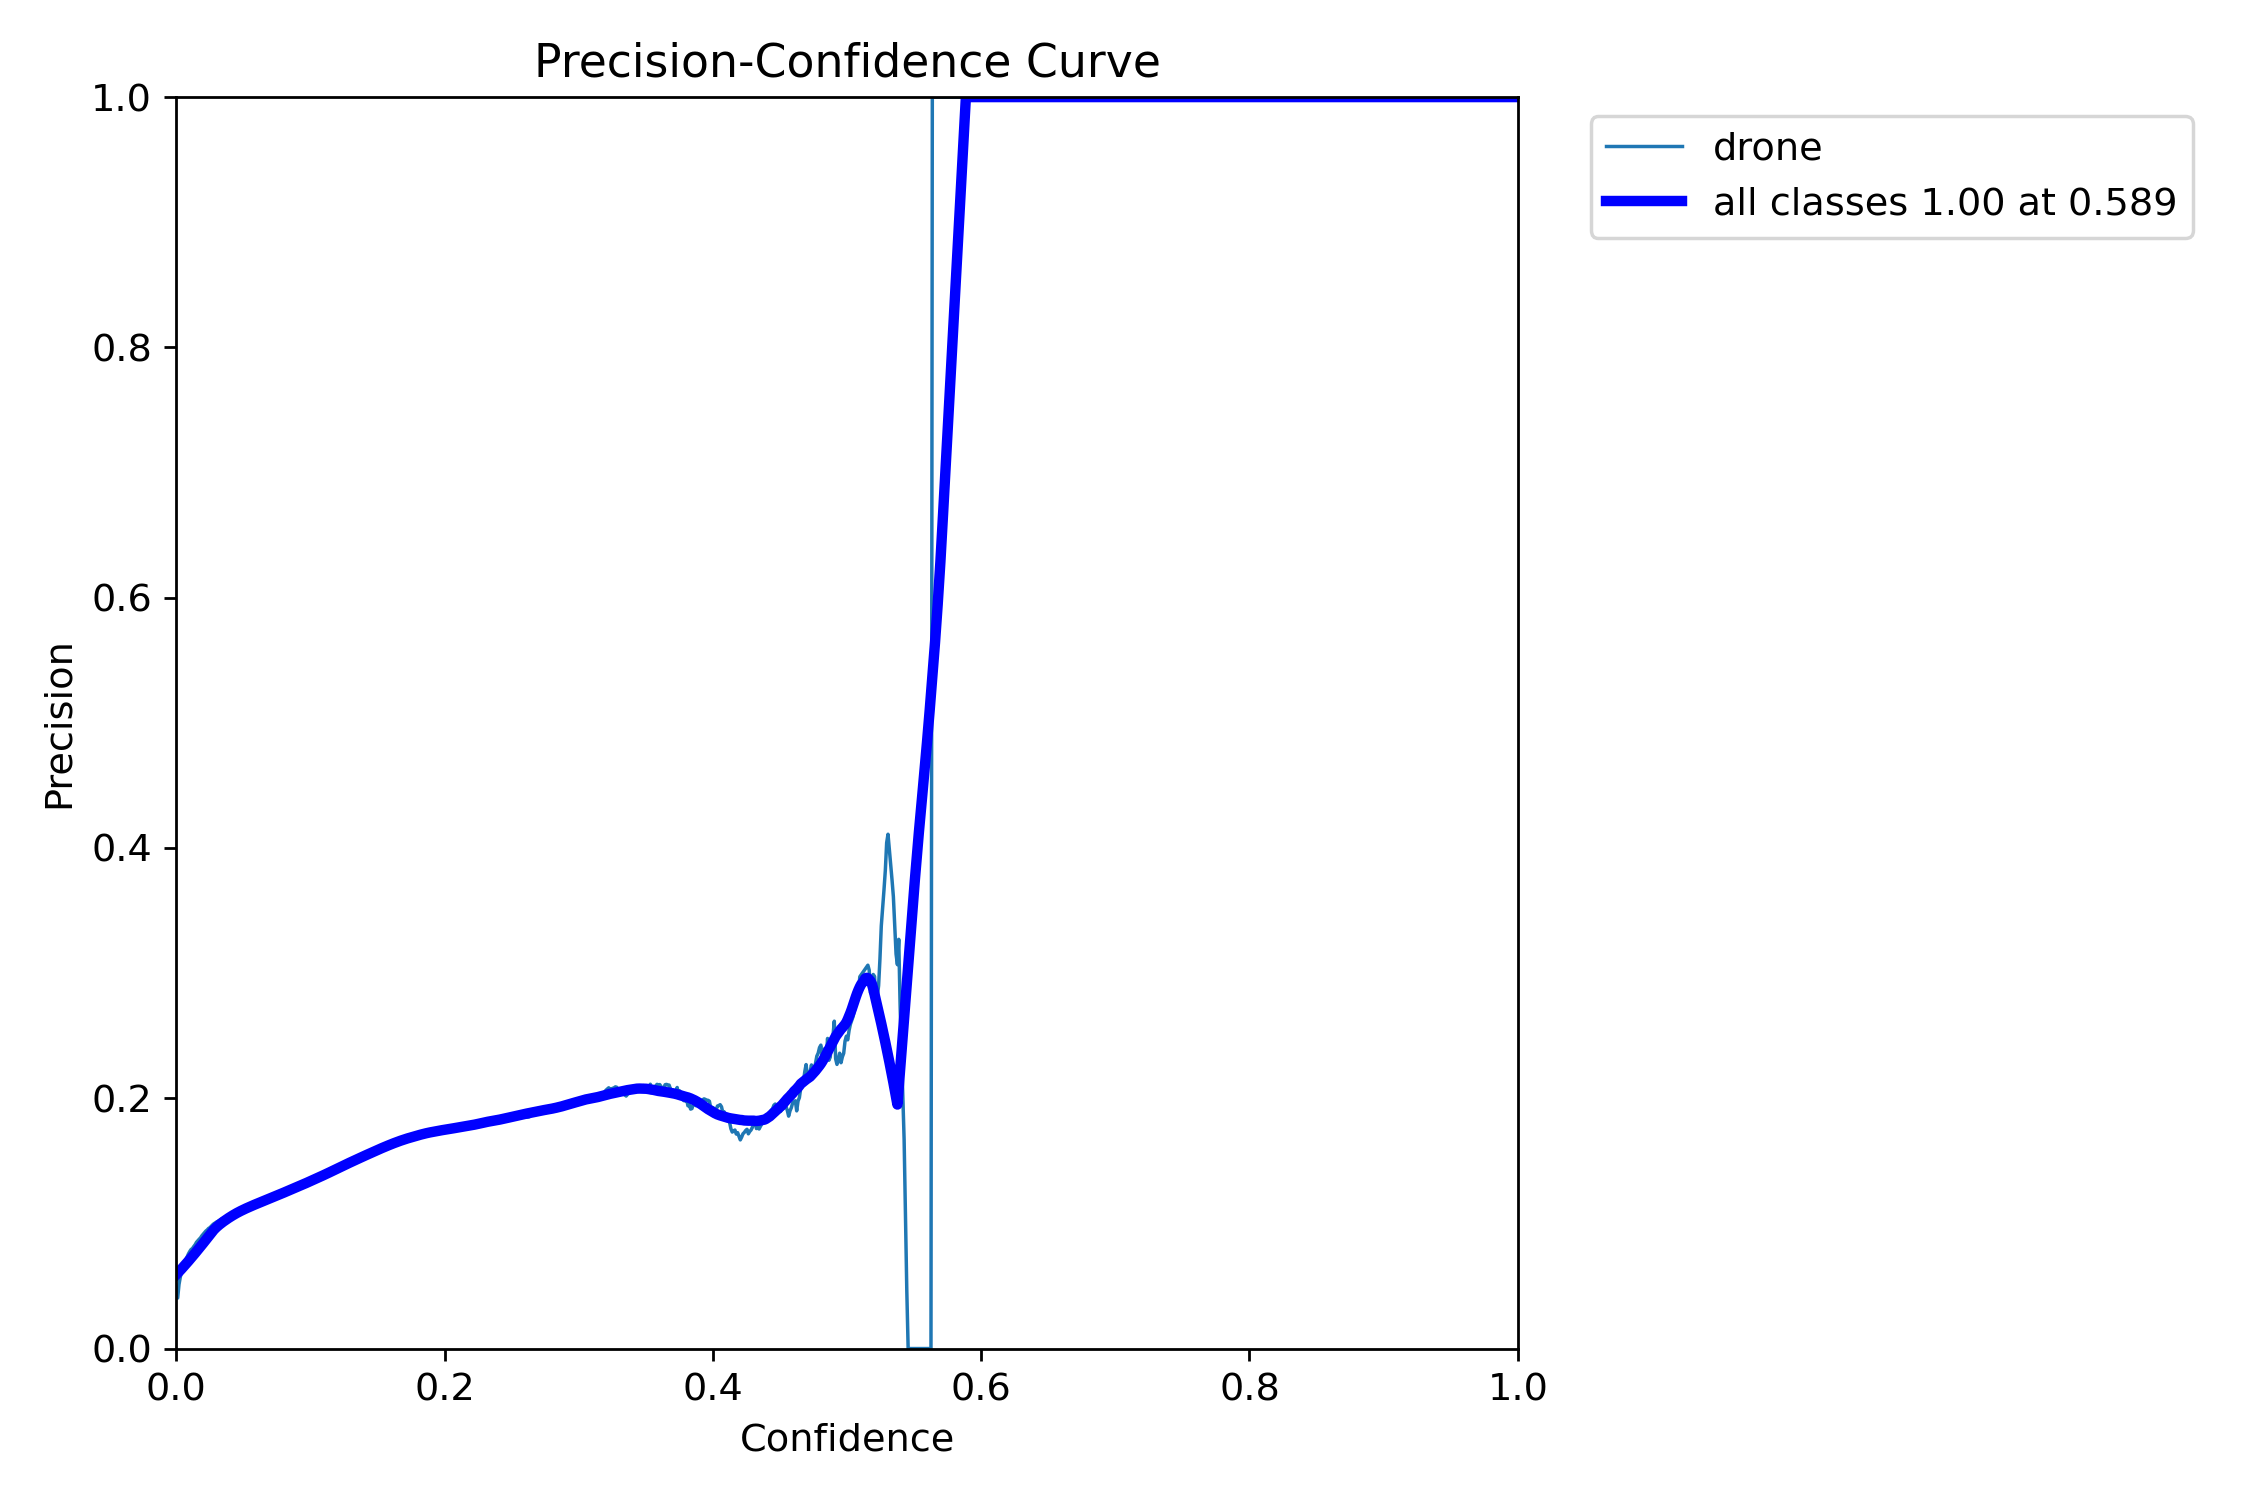 Precision-Confidence Curve
drone
all classes 1.00 at 0.589
1.0
0.8
0.6
0.4
0.2
0.0
Precision
0.0 0.2 0.4 0.6 0.8 1.0
Confidence